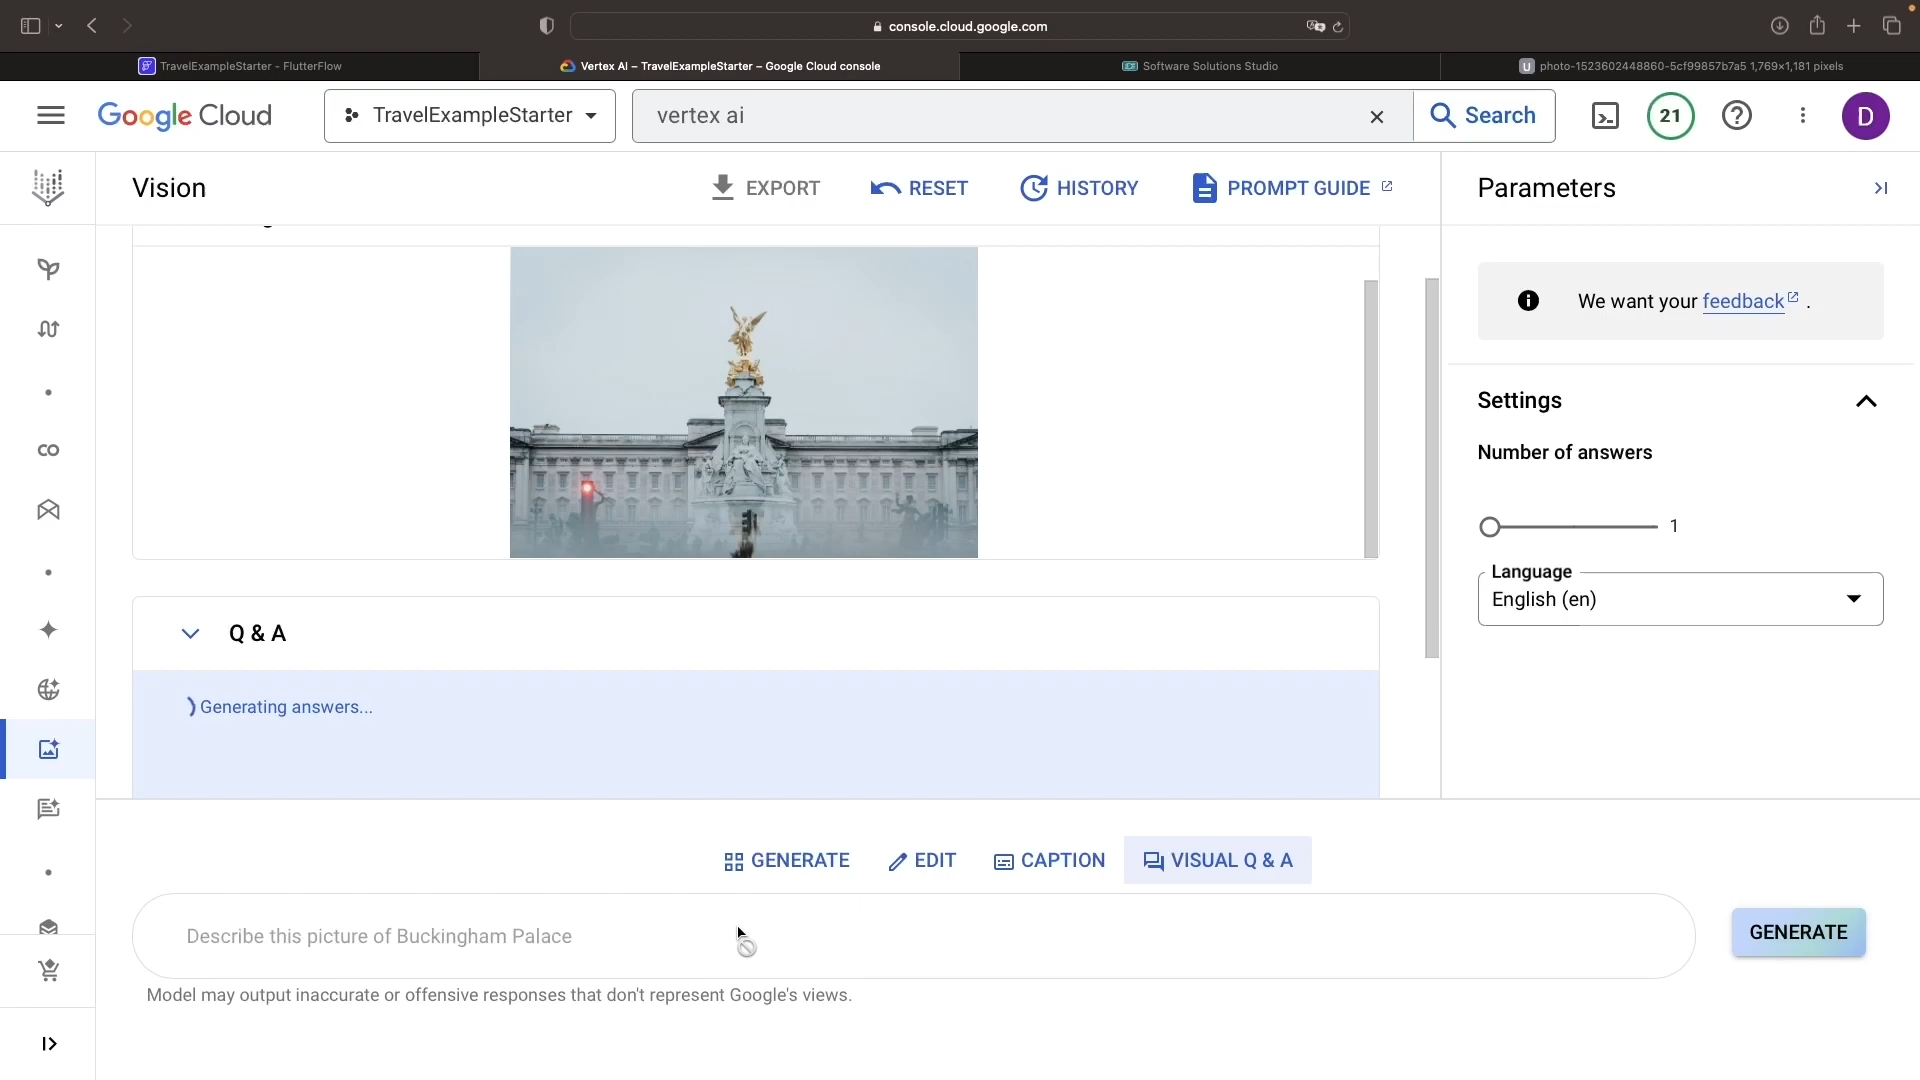 console.cloud.google.com
TravelExampleStarter - FlutterFlow
Vertex AI – TravelExampleStarter – Google Cloud console
Software Solutions Studio
U
photo-1523602448860-5cf99857b7a5 1,769×1,181 pixels
Google Cloud
TravelExampleStarter
vertex ai
Search
21
D
Vision
EXPORT
RESET
HISTORY
PROMPT GUIDE
Parameters
We want your feedback .
Settings
Number of answers
1
Language
English (en)
Q & A
Generating answers...
GENERATE
EDIT
CAPTION
VISUAL Q & A
Describe this picture of Buckingham Palace
GENERATE
Model may output inaccurate or offensive responses that don't represent Google's views.